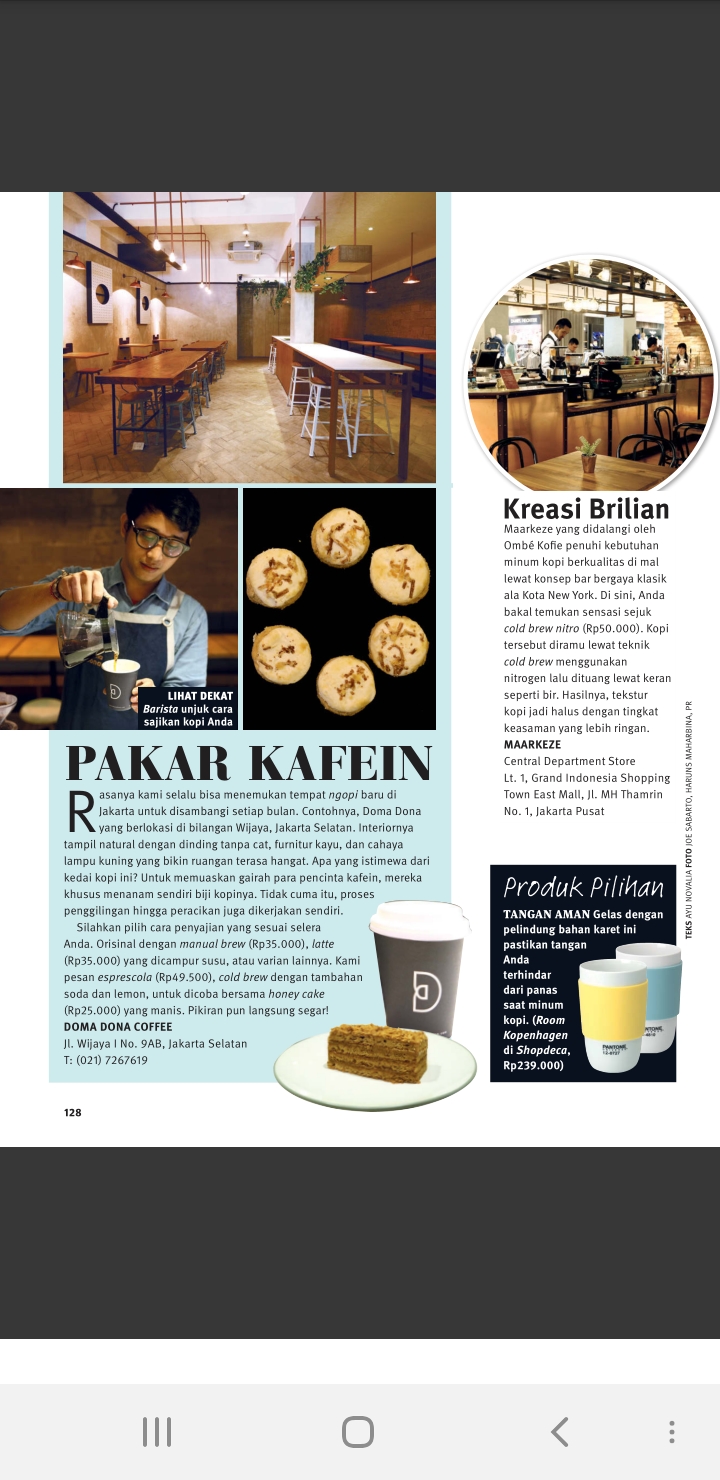 LIHAT DEKAT
Barista unjuk cara
sajikan kopi Anda
PAKAR KAFEIN
Rasanya kami selalu bisa menemukan tempat ngopi baru di
Jakarta untuk disambangi setiap bulan. Contohnya, Doma Dona
yang berlokasi di bilangan Wijaya, Jakarta Selatan. Interiornya
tampil natural dengan dinding tanpa cat, furnitur kayu, dan cahaya
lampu kuning yang bikin ruangan terasa hangat. Apa yang istimewa dari
kedai kopi ini? Untuk memuaskan gairah para pencinta kafein, mereka
khusus menanam sendiri biji kopinya. Tidak cuma itu, proses
penggilingan hingga peracikan juga dikerjakan sendiri.
Silahkan pilih cara penyajian yang sesuai selera
Anda. Orisinal dengan manual brew (Rp35.000), latte
(Rp35.000) yang dicampur susu, atau varian lainnya. Kami
pesan esprescola (Rp49.500), cold brew dengan tambahan
soda dan lemon, untuk dicoba bersama honey cake
(Rp25.000) yang manis. Pikiran pun langsung segar!
DOMA DONA COFFEE
Jl. Wijaya I No. 9AB, Jakarta Selatan
T: (021) 7267619
128
Kreasi Brilian
Maarkeze yang didalangi oleh
Ombé Kofie penuhi kebutuhan
minum kopi berkualitas di mal
lewat konsep bar bergaya klasik
ala Kota New York. Di sini, Anda
bakal temukan sensasi sejuk
cold brew nitro (Rp50.000). Kopi
tersebut diramu lewat teknik
cold brew menggunakan
nitrogen lalu dituang lewat keran
seperti bir. Hasilnya, tekstur
kopi jadi halus dengan tingkat
keasaman yang lebih ringan.
MAARKEZE
Central Department Store
Lt. 1, Grand Indonesia Shopping
Town East Mall, Jl. MH Thamrin
No. 1, Jakarta Pusat
Produk Pilihan
TANGAN AMAN Gelas dengan
pelindung bahan karet ini
pastikan tangan
Anda
terhindar
dari panas
saat minum
kopi. (Room
Kopenhagen
di Shopdeca,
Rp239.000)
PANTONE
TEKS AYU NOVALIA FOTO JOE SABARTO, HARUNS MAHARBINA, PR